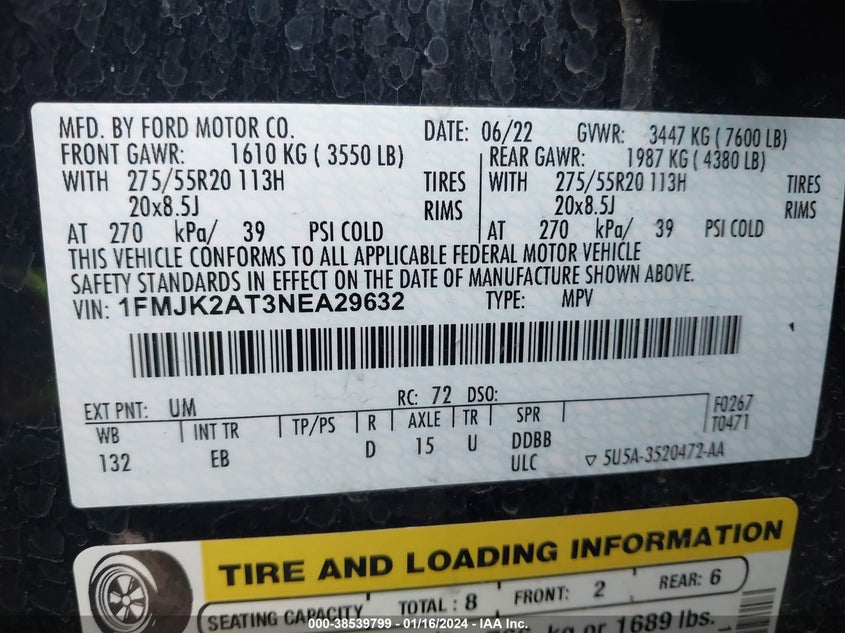 MFD. BY FORD MOTOR CO. DATE: 06/22 GVWR: 3447 KG ( 7600 LB)
FRONT GAWR: 1610 KG ( 3550 LB) REAR GAWR: 1987 KG ( 4380 LB)
WITH 275/55R20 113H TIRES WITH 275/55R20 113H TIRES
20x8.5J RIMS 20x8.5J RIMS
AT 270 kPa/ 39 PSI COLD AT 270 kPa/ 39 PSI COLD
THIS VEHICLE CONFORMS TO ALL APPLICABLE FEDERAL MOTOR VEHICLE
SAFETY STANDARDS IN EFFECT ON THE DATE OF MANUFACTURE SHOWN ABOVE.
VIN: 1FMJK2AT3NEA29632 TYPE: MPV
EXT PNT: UM RC: 72 DSO:
WB INT TR TP/PS R AXLE TR SPR F0267
T0471
132 EB D 15 U DDBB
ULC ▽ 5U5A-3520472-AA
TIRE AND LOADING INFORMATION
SEATING CAPACITY TOTAL : 8 FRONT: 2 REAR: 6
kg or 1689 lbs.
000-38539799 - 01/16/2024 - IAA Inc.